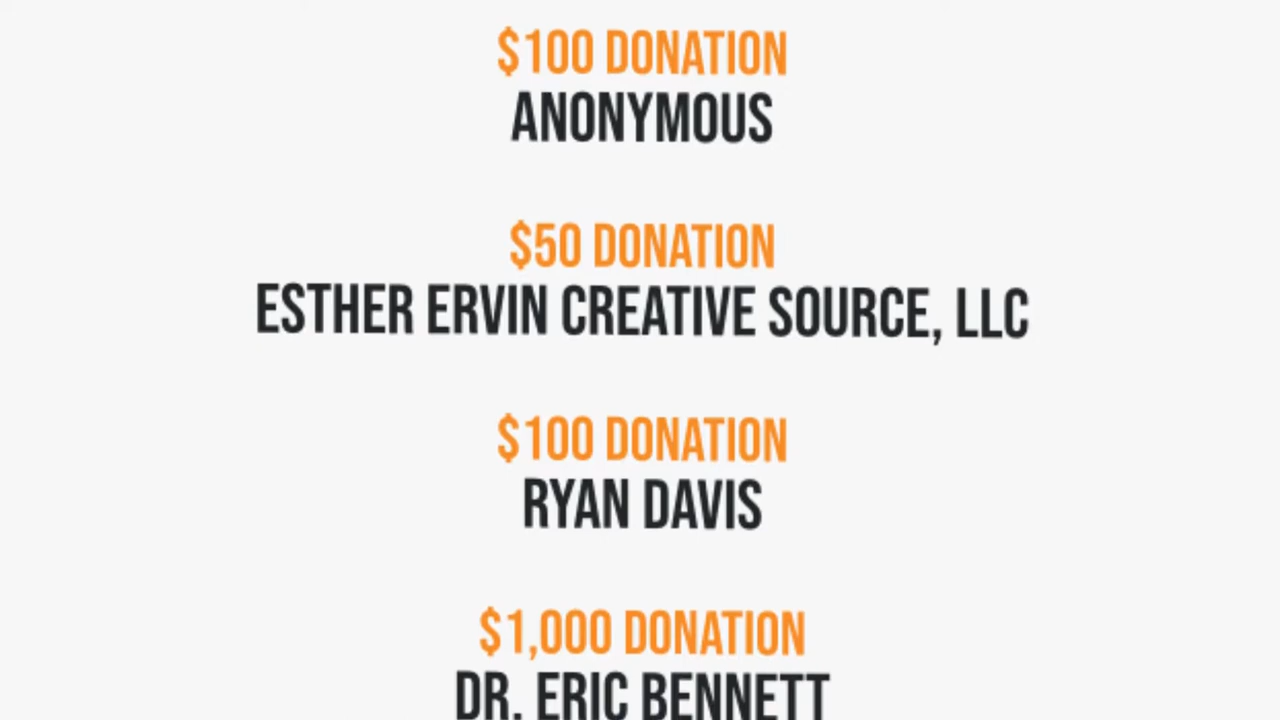 $100 DONATION
ANONYMOUS
$50 DONATION
ESTHER ERVIN CREATIVE SOURCE, LLC
$100 DONATION
RYAN DAVIS
$1,000 DONATION
DR. ERIC BENNETT